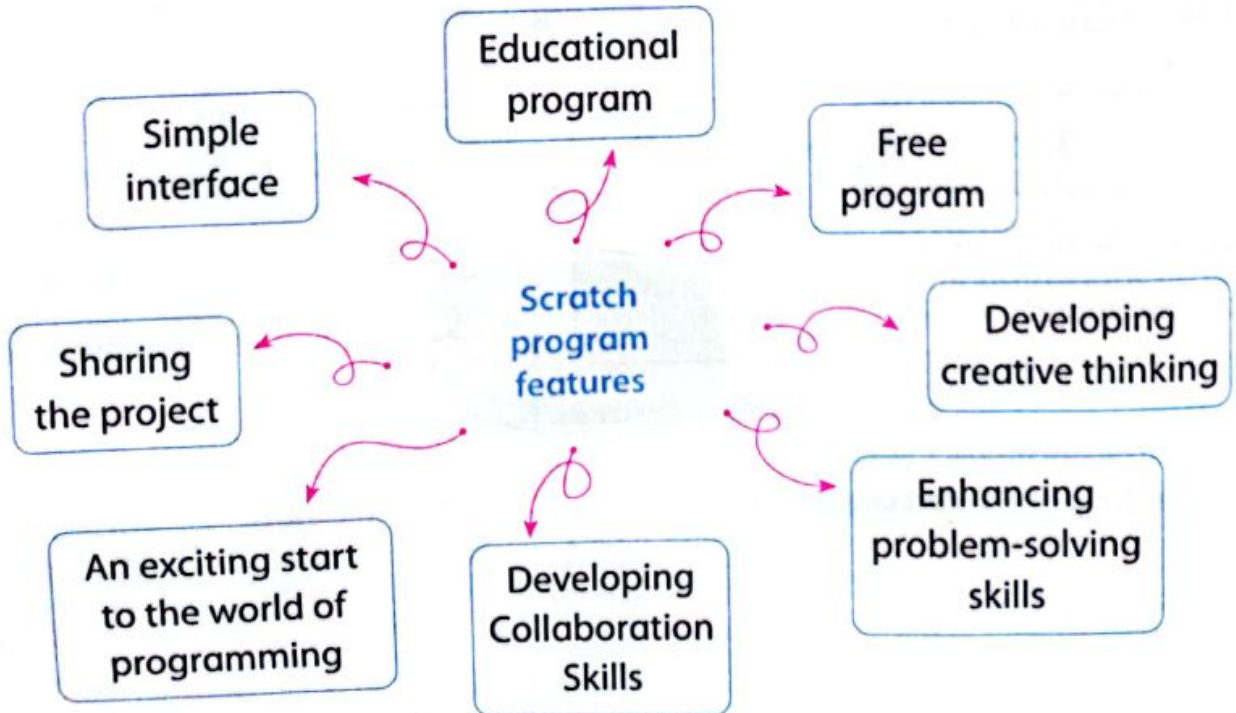 Educational
program
Simple
interface
Free
program
Scratch
program
features
Developing
creative thinking
Sharing
the project
Enhancing
problem-solving
skills
An exciting start
to the world of
programming
Developing
Collaboration
Skills